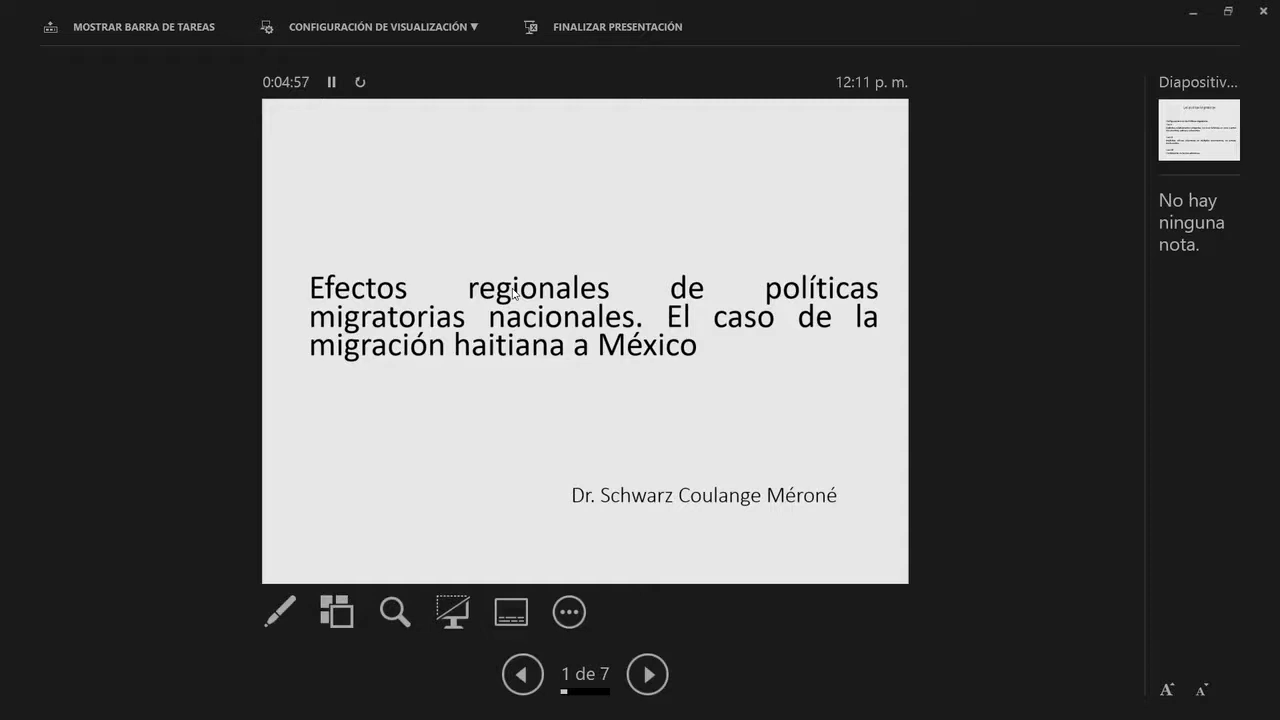 MOSTRAR BARRA DE TAREAS
CONFIGURACIÓN DE VISUALIZACIÓN ▼
FINALIZAR PRESENTACIÓN
0:04:57
12:11 p. m.
Diapositiv...
Efectos regionales de políticas
migratorias nacionales. El caso de la
migración haitiana a México
Dr. Schwarz Coulange Méroné
No hay
ninguna
nota.
1 de 7
A A